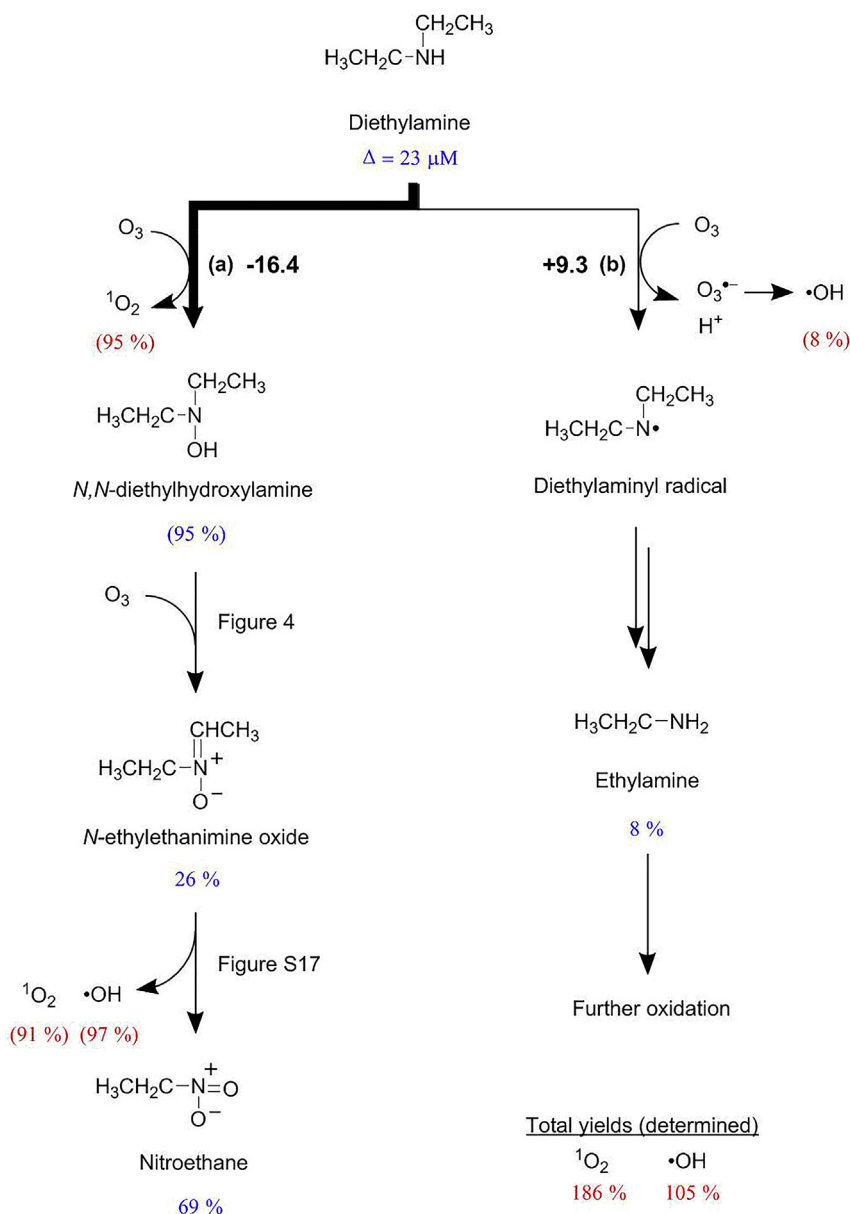 CH₂CH₃
H₃CH₂C–NH
Diethylamine
Δ = 23 µM
O₃ (a) -16.4 +9.3 (b) O₃
¹O₂ O₃•– •OH
(95 %) H⁺ (8 %)
CH₂CH₃ CH₂CH₃
H₃CH₂C–N H₃CH₂C–N•
OH
N,N-diethylhydroxylamine Diethylaminyl radical
(95 %)
O₃ Figure 4
CHCH₃ H₃CH₂C–NH₂
H₃CH₂C–N⁺
O⁻
Ethylamine
N-ethylethanimine oxide 8 %
26 %
Figure S17
¹O₂ •OH Further oxidation
(91 %) (97 %)
H₃CH₂C–N⁺=O
O⁻
Total yields (determined)
Nitroethane ¹O₂ •OH
69 % 186 % 105 %